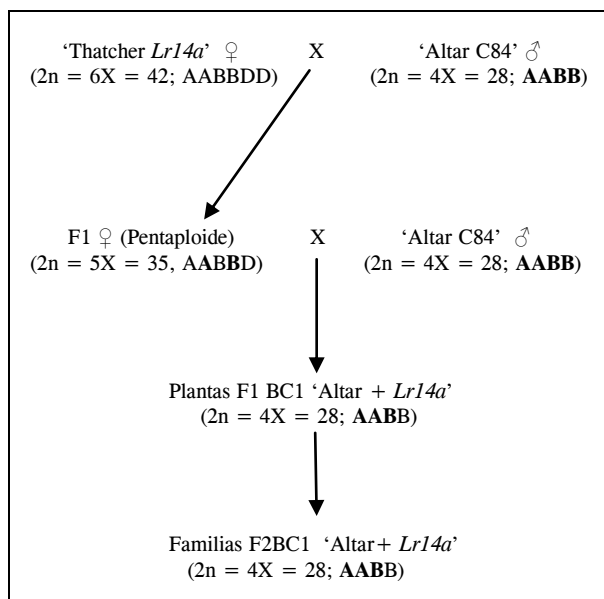 ‘Thatcher Lr14a’ ♀ X ‘Altar C84’ ♂
(2n = 6X = 42; AABBDD) (2n = 4X = 28; AABB)
F1 ♀ (Pentaploide) X ‘Altar C84’ ♂
(2n = 5X = 35, AABBD) (2n = 4X = 28; AABB)
Plantas F1 BC1 ‘Altar + Lr14a’
(2n = 4X = 28; AABB)
Familias F2BC1 ‘Altar+ Lr14a’
(2n = 4X = 28; AABB)